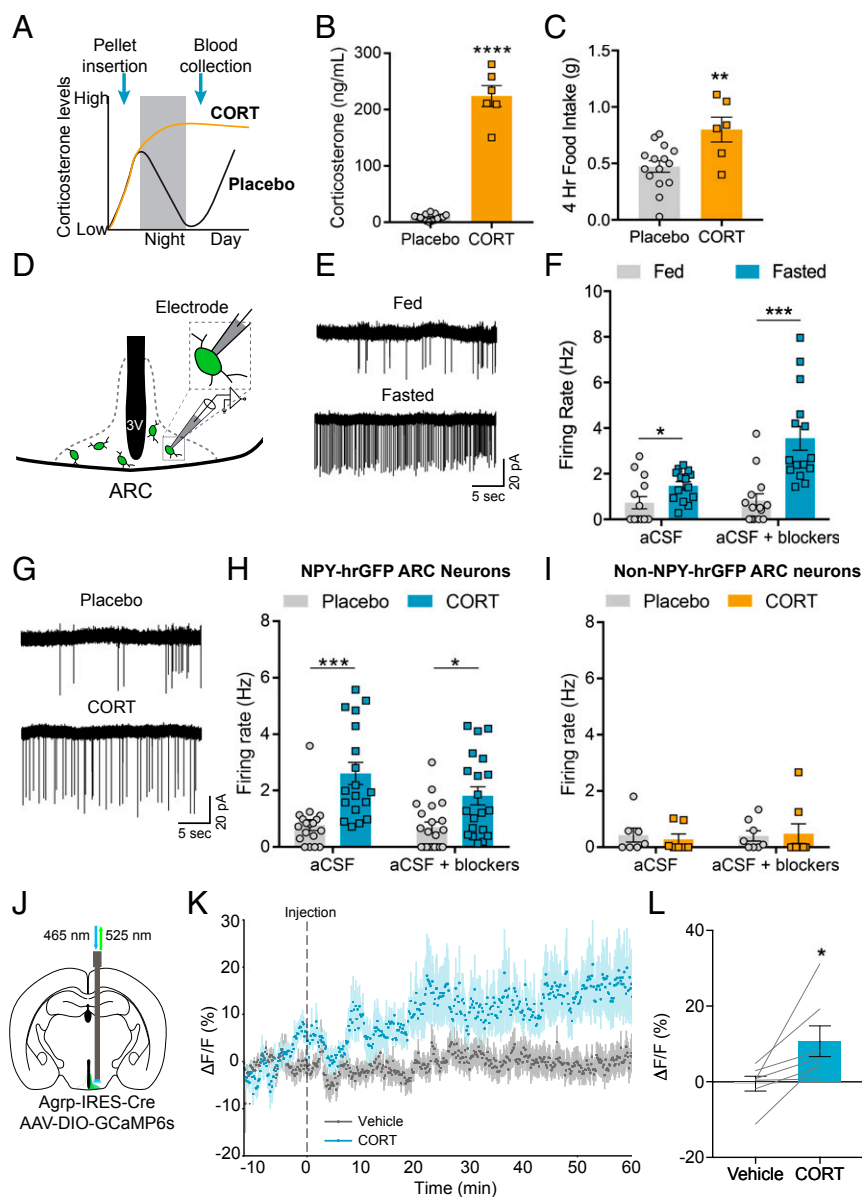 A
Pellet
insertion
Blood
collection
Corticosterone levels
High
Low
CORT
Placebo
Night
Day
B
****
Corticosterone (ng/mL)
300
200
100
0
Placebo
CORT
C
**
4 Hr Food Intake (g)
1.5
1.0
0.5
0.0
Placebo
CORT
D
Electrode
3V
ARC
E
Fed
Fasted
5 sec
20 pA
F
Fed
Fasted
***
*
Firing Rate (Hz)
10
8
6
4
2
0
aCSF
aCSF + blockers
G
Placebo
CORT
5 sec
20 pA
H
NPY-hrGFP ARC Neurons
Placebo
CORT
***
*
Firing rate (Hz)
8
6
4
2
0
aCSF
aCSF + blockers
I
Non-NPY-hrGFP ARC neurons
Placebo
CORT
Firing rate (Hz)
8
6
4
2
0
aCSF
aCSF + blockers
J
465 nm
525 nm
Agrp-IRES-Cre
AAV-DIO-GCaMP6s
K
Injection
ΔF/F (%)
30
20
10
0
-10
-20
Vehicle
CORT
-10
0
10
20
30
40
50
60
Time (min)
L
*
ΔF/F (%)
40
20
0
-20
Vehicle
CORT